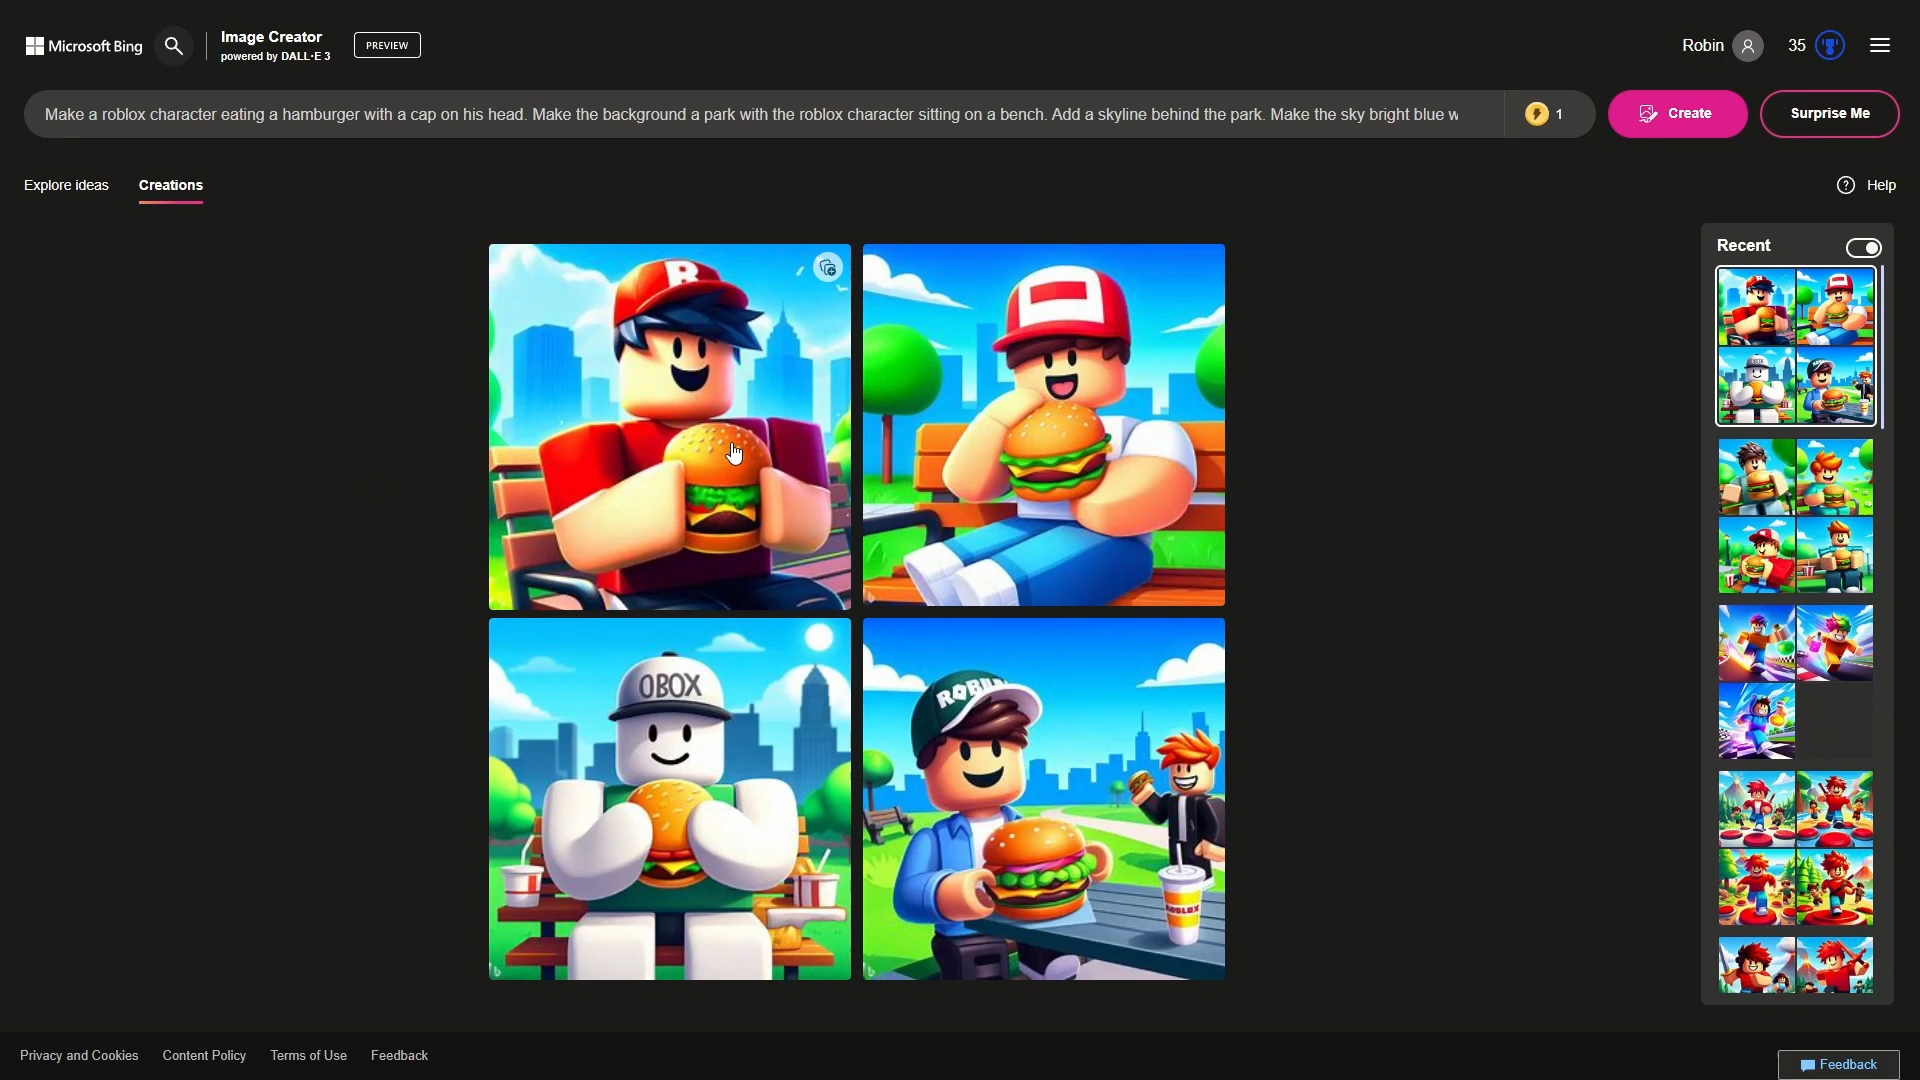 Microsoft Bing
Image Creator
powered by DALL·E 3
PREVIEW
Robin
35
Make a roblox character eating a hamburger with a cap on his head. Make the background a park with the roblox character sitting on a bench. Add a skyline behind the park. Make the sky bright blue w
1
Create
Surprise Me
Explore ideas
Creations
Help
Recent
R
OBOX
ROBLOX
Privacy and Cookies
Content Policy
Terms of Use
Feedback
Feedback